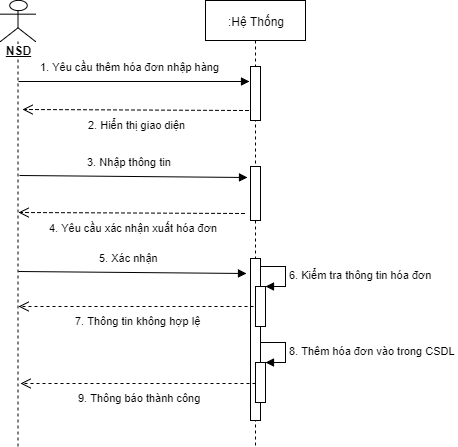 :Hệ Thống
NSD
1. Yêu cầu thêm hóa đơn nhập hàng
2. Hiển thị giao diện
3. Nhập thông tin
4. Yêu cầu xác nhận xuất hóa đơn
5. Xác nhận
6. Kiểm tra thông tin hóa đơn
7. Thông tin không hợp lệ
8. Thêm hóa đơn vào trong CSDL
9. Thông báo thành công